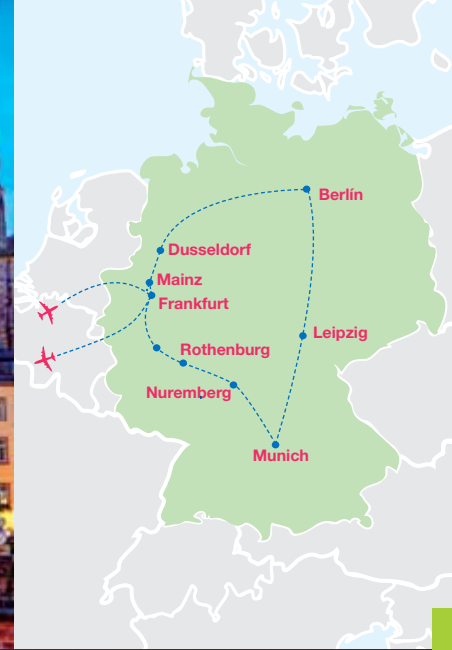 Berlín
Dusseldorf
Mainz
Frankfurt
Leipzig
Rothenburg
Nuremberg
Munich